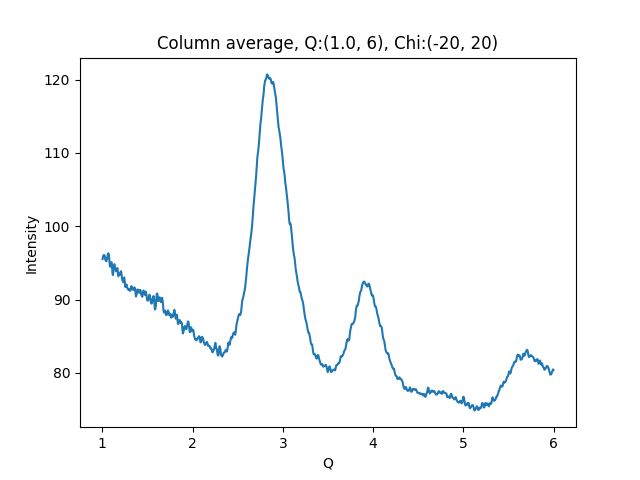 Column average, Q:(1.0, 6), Chi:(-20, 20)
120
110
100
90
80
Intensity
1 2 3 4 5 6
Q